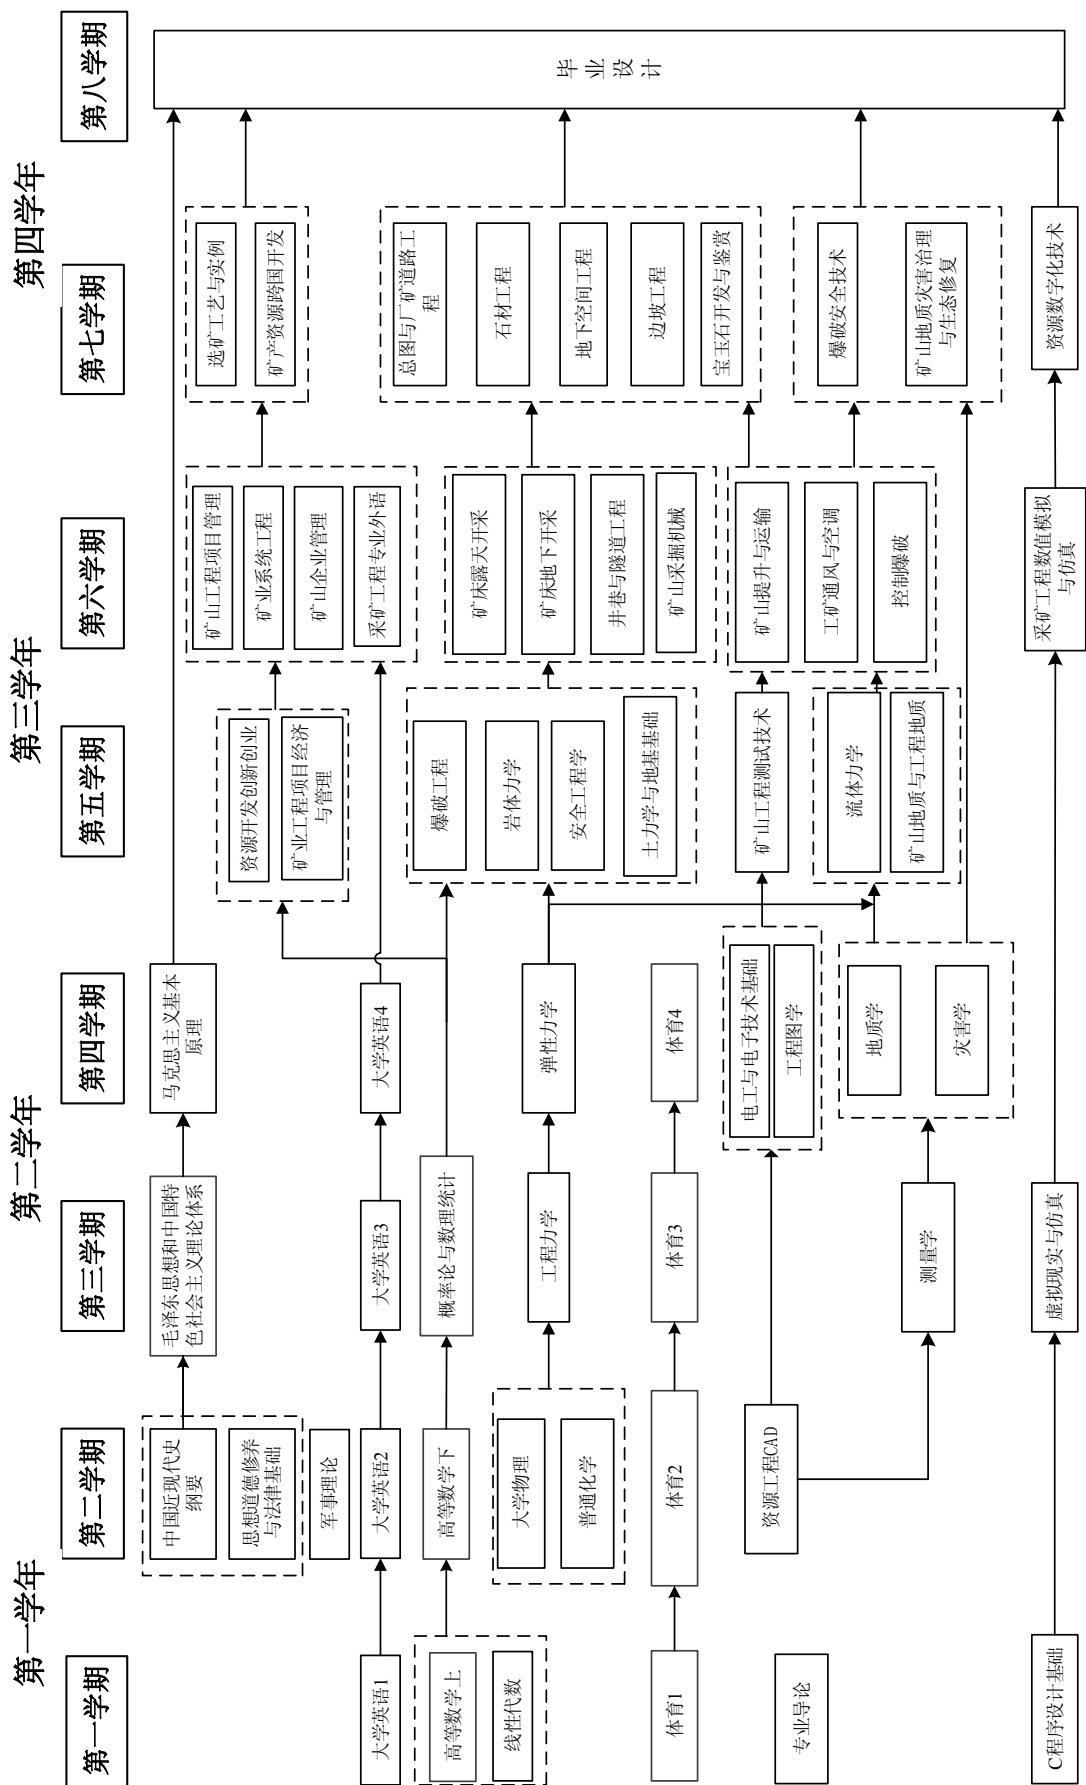 第一学年
第二学年
第三学年
第四学年
第一学期
第二学期
第三学期
第四学期
第五学期
第六学期
第七学期
第八学期
大学英语1
高等数学上
线性代数
体育1
专业导论
C程序设计基础
中国近现代史
纲要
思想道德修养
与法律基础
军事理论
大学英语2
高等数学下
大学物理
普通化学
体育2
资源工程CAD
毛泽东思想和中国特
色社会主义理论体系
大学英语3
概率论与数理统计
工程力学
体育3
测量学
虚拟现实与仿真
马克思主义基本
原理
大学英语4
弹性力学
体育4
电工与电子技术基础
工程图学
地质学
灾害学
资源开发创新创业
矿业工程项目经济
与管理
爆破工程
岩体力学
安全工程学
土力学与地基基础
矿山工程测试技术
流体力学
矿山地质与工程地质
矿山工程项目管理
矿业系统工程
矿山企业管理
采矿工程专业外语
矿床露天开采
矿床地下开采
井巷与隧道工程
矿山采掘机械
矿山提升与运输
工矿通风与空调
控制爆破
采矿工程数值模拟
与仿真
选矿工艺与实例
矿产资源跨国开发
总图与厂矿道路工
程
石材工程
地下空间工程
边坡工程
宝玉石开发与鉴赏
爆破安全技术
矿山地质灾害治理
与生态修复
资源数字化技术
毕业设计